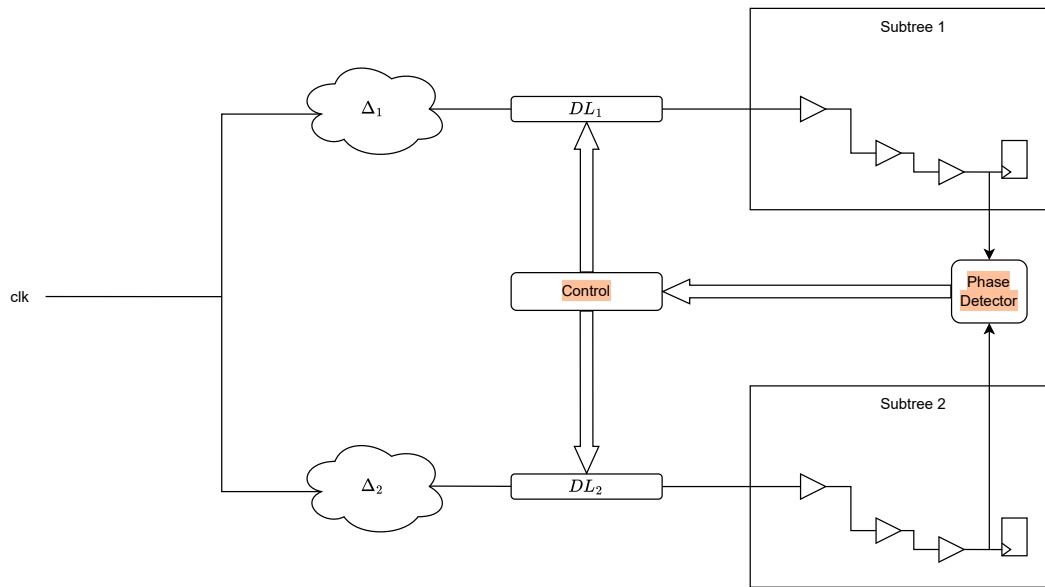 Subtree 1
Δ₁
DL₁
clk
Control
Phase
Detector
Subtree 2
Δ₂
DL₂